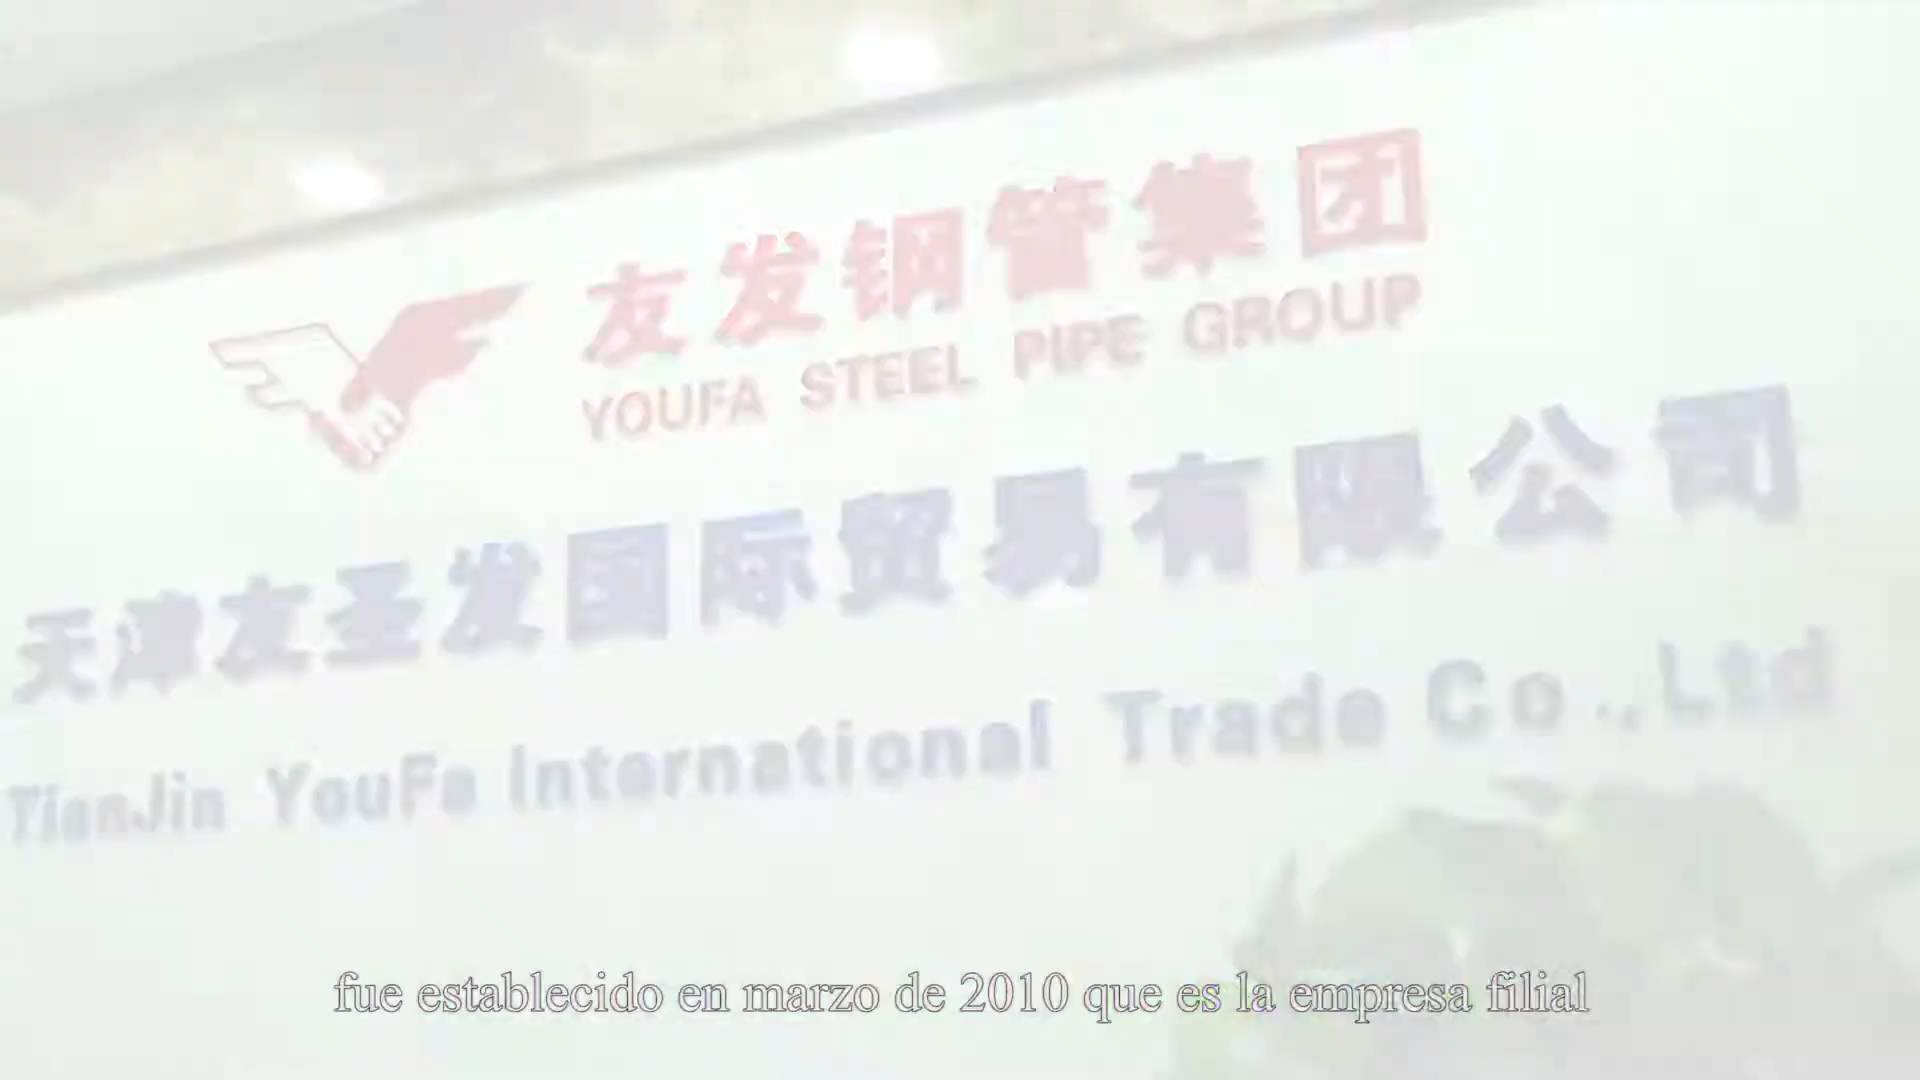 友发钢管集团
YOUFA STEEL PIPE GROUP
天津友圣发国际贸易有限公司
TianJin YouFa International Trade Co.,Ltd
fue establecido en marzo de 2010 que es la empresa filial